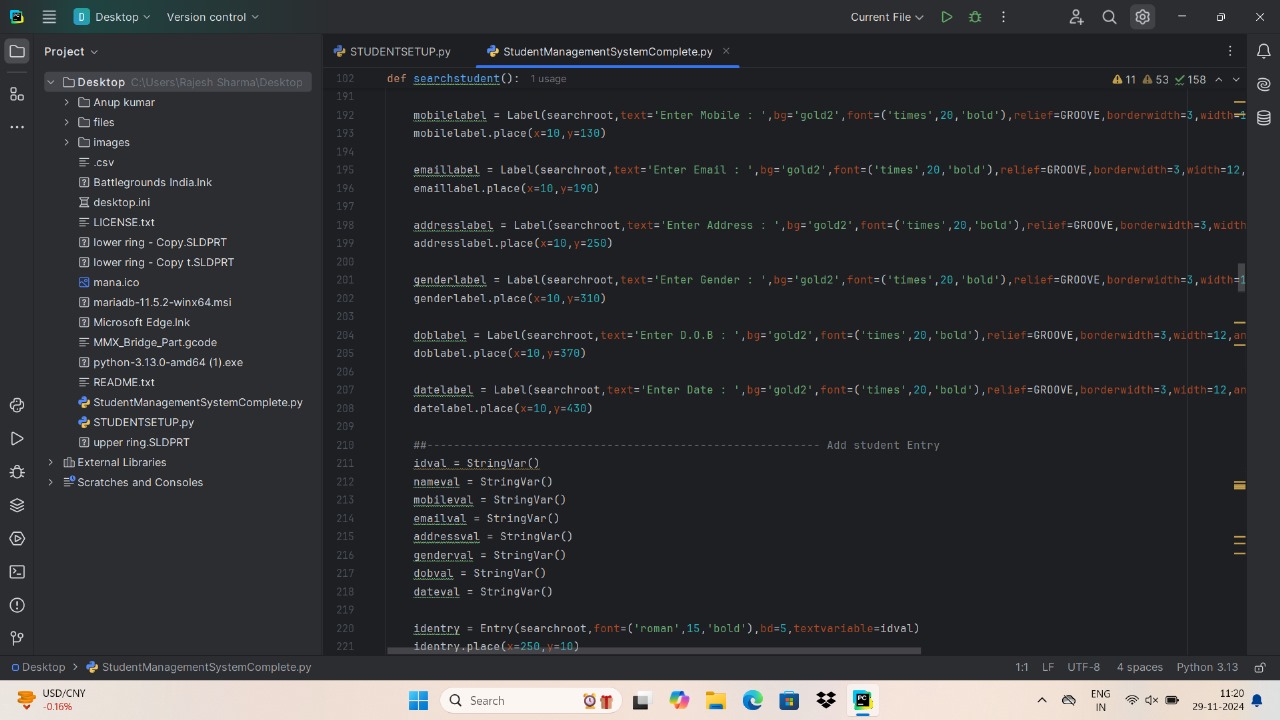 Desktop
Version control
Current File
Project
STUDENTSETUP.py
StudentManagementSystemComplete.py
Desktop C:\Users\Rajesh Sharma\Desktop
Anup kumar
files
images
.csv
Battlegrounds India.lnk
desktop.ini
LICENSE.txt
lower ring - Copy.SLDPRT
lower ring - Copy t.SLDPRT
mana.ico
mariadb-11.5.2-winx64.msi
Microsoft Edge.lnk
MMX_Bridge_Part.gcode
python-3.13.0-amd64 (1).exe
README.txt
StudentManagementSystemComplete.py
STUDENTSETUP.py
upper ring.SLDPRT
External Libraries
Scratches and Consoles
102 def searchstudent(): 1 usage
11 53 158
191
192 mobilelabel = Label(searchroot,text='Enter Mobile : ',bg='gold2',font=('times',20,'bold'),relief=GROOVE,borderwidth=3,width=1
193 mobilelabel.place(x=10,y=130)
194
195 emaillabel = Label(searchroot,text='Enter Email : ',bg='gold2',font=('times',20,'bold'),relief=GROOVE,borderwidth=3,width=12,
196 emaillabel.place(x=10,y=190)
197
198 addresslabel = Label(searchroot,text='Enter Address : ',bg='gold2',font=('times',20,'bold'),relief=GROOVE,borderwidth=3,width
199 addresslabel.place(x=10,y=250)
200
201 genderlabel = Label(searchroot,text='Enter Gender : ',bg='gold2',font=('times',20,'bold'),relief=GROOVE,borderwidth=3,width=1
202 genderlabel.place(x=10,y=310)
203
204 doblabel = Label(searchroot,text='Enter D.O.B : ',bg='gold2',font=('times',20,'bold'),relief=GROOVE,borderwidth=3,width=12,an
205 doblabel.place(x=10,y=370)
206
207 datelabel = Label(searchroot,text='Enter Date : ',bg='gold2',font=('times',20,'bold'),relief=GROOVE,borderwidth=3,width=12,an
208 datelabel.place(x=10,y=430)
209
210 ##----------------------------------------------------------- Add student Entry
211 idval = StringVar()
212 nameval = StringVar()
213 mobileval = StringVar()
214 emailval = StringVar()
215 addressval = StringVar()
216 genderval = StringVar()
217 dobval = StringVar()
218 dateval = StringVar()
219
220 identry = Entry(searchroot,font=('roman',15,'bold'),bd=5,textvariable=idval)
221 identry.place(x=250,y=10)
Desktop > StudentManagementSystemComplete.py
1:1 LF UTF-8 4 spaces Python 3.13
USD/CNY
-0.16%
Search
ENG
IN
11:20
29-11-2024